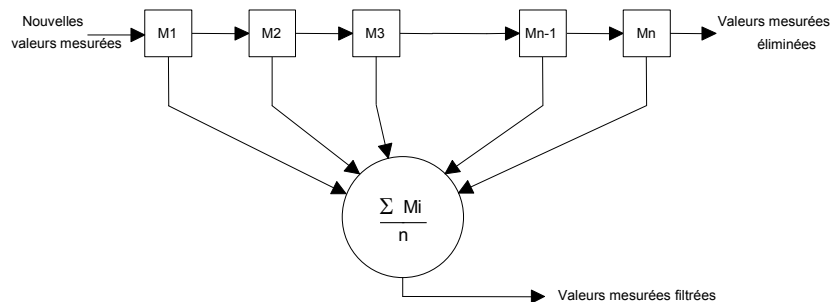 Nouvelles
valeurs mesurées
M1
M2
M3
Mn-1
Mn
Valeurs mesurées
éliminées
Σ Mi
n
Valeurs mesurées filtrées